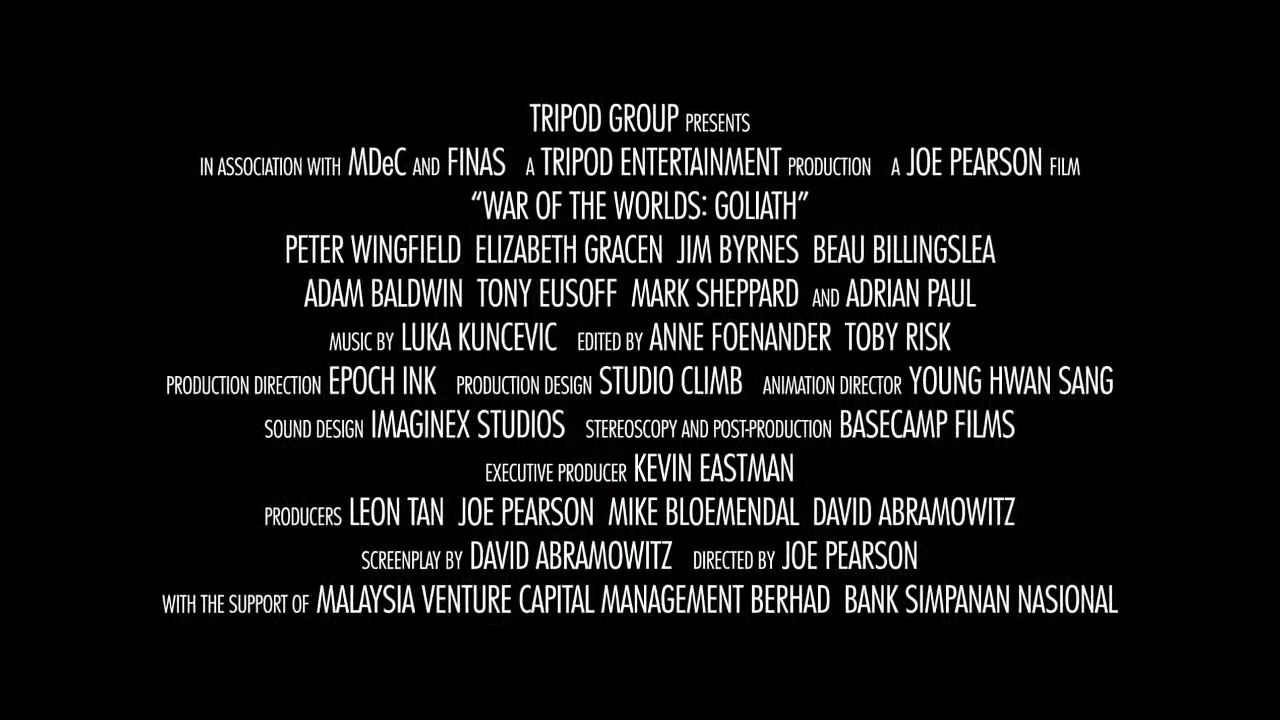 TRIPOD GROUP PRESENTS
IN ASSOCIATION WITH MDeC AND FINAS A TRIPOD ENTERTAINMENT PRODUCTION A JOE PEARSON FILM
“WAR OF THE WORLDS: GOLIATH”
PETER WINGFIELD ELIZABETH GRACEN JIM BYRNES BEAU BILLINGSLEA
ADAM BALDWIN TONY EUSOFF MARK SHEPPARD AND ADRIAN PAUL
MUSIC BY LUKA KUNCEVIC EDITED BY ANNE FOENANDER TOBY RISK
PRODUCTION DIRECTION EPOCH INK PRODUCTION DESIGN STUDIO CLIMB ANIMATION DIRECTOR YOUNG HWAN SANG
SOUND DESIGN IMAGINEX STUDIOS STEREOSCOPY AND POST-PRODUCTION BASECAMP FILMS
EXECUTIVE PRODUCER KEVIN EASTMAN
PRODUCERS LEON TAN JOE PEARSON MIKE BLOEMENDAL DAVID ABRAMOWITZ
SCREENPLAY BY DAVID ABRAMOWITZ DIRECTED BY JOE PEARSON
WITH THE SUPPORT OF MALAYSIA VENTURE CAPITAL MANAGEMENT BERHAD BANK SIMPANAN NASIONAL